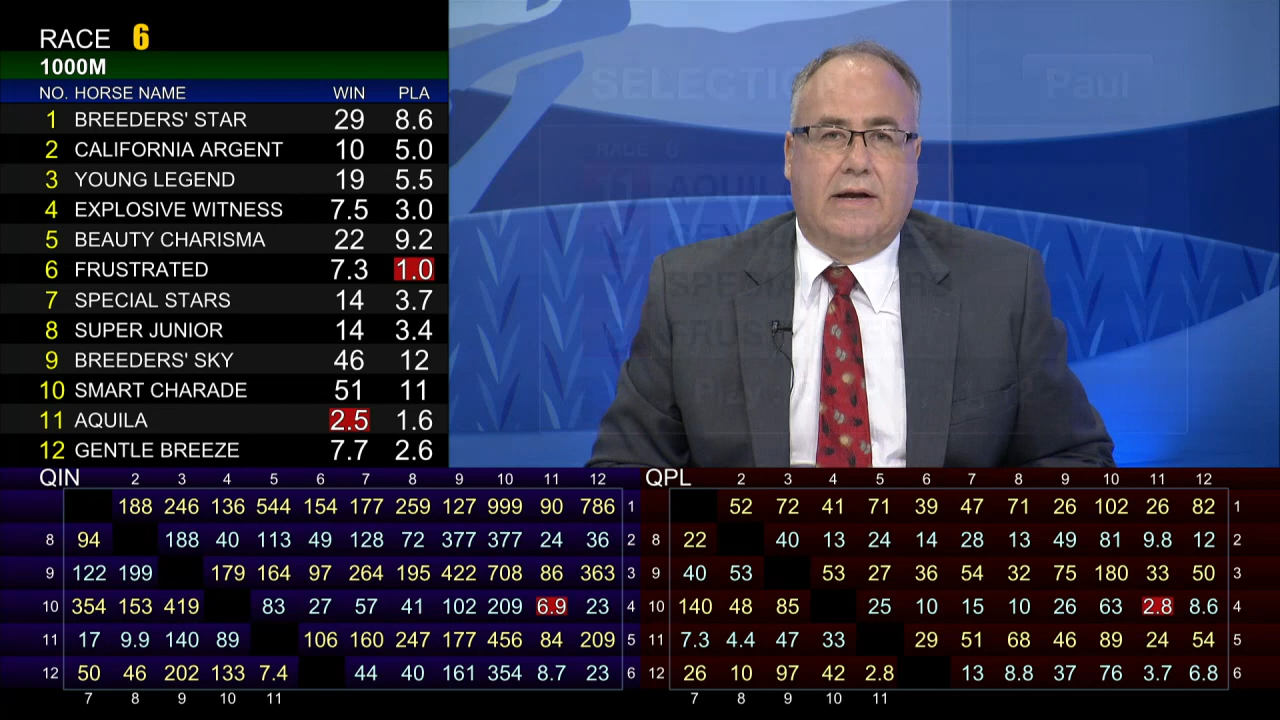 RACE 6
1000M
NO. HORSE NAME WIN PLA
1 BREEDERS' STAR 29 8.6
2 CALIFORNIA ARGENT 10 5.0
3 YOUNG LEGEND 19 5.5
4 EXPLOSIVE WITNESS 7.5 3.0
5 BEAUTY CHARISMA 22 9.2
6 FRUSTRATED 7.3 1.0
7 SPECIAL STARS 14 3.7
8 SUPER JUNIOR 14 3.4
9 BREEDERS' SKY 46 12
10 SMART CHARADE 51 11
11 AQUILA 2.5 1.6
12 GENTLE BREEZE 7.7 2.6
Paul
RACE 6
11
QIN 2 3 4 5 6 7 8 9 10 11 12
188 246 136 544 154 177 259 127 999 90 786 1
8 94 188 40 113 49 128 72 377 377 24 36 2
9 122 199 179 164 97 264 195 422 708 86 363 3
10 354 153 419 83 27 57 41 102 209 6.9 23 4
11 17 9.9 140 89 106 160 247 177 456 84 209 5
12 50 46 202 133 7.4 44 40 161 354 8.7 23 6
7 8 9 10 11
QPL 2 3 4 5 6 7 8 9 10 11 12
52 72 41 71 39 47 71 26 102 26 82 1
8 22 40 13 24 14 28 13 49 81 9.8 12 2
9 40 53 53 27 36 54 32 75 180 33 50 3
10 140 48 85 25 10 15 10 26 63 2.8 8.6 4
11 7.3 4.4 47 33 29 51 68 46 89 24 54 5
12 26 10 97 42 2.8 13 8.8 37 76 3.7 6.8 6
7 8 9 10 11